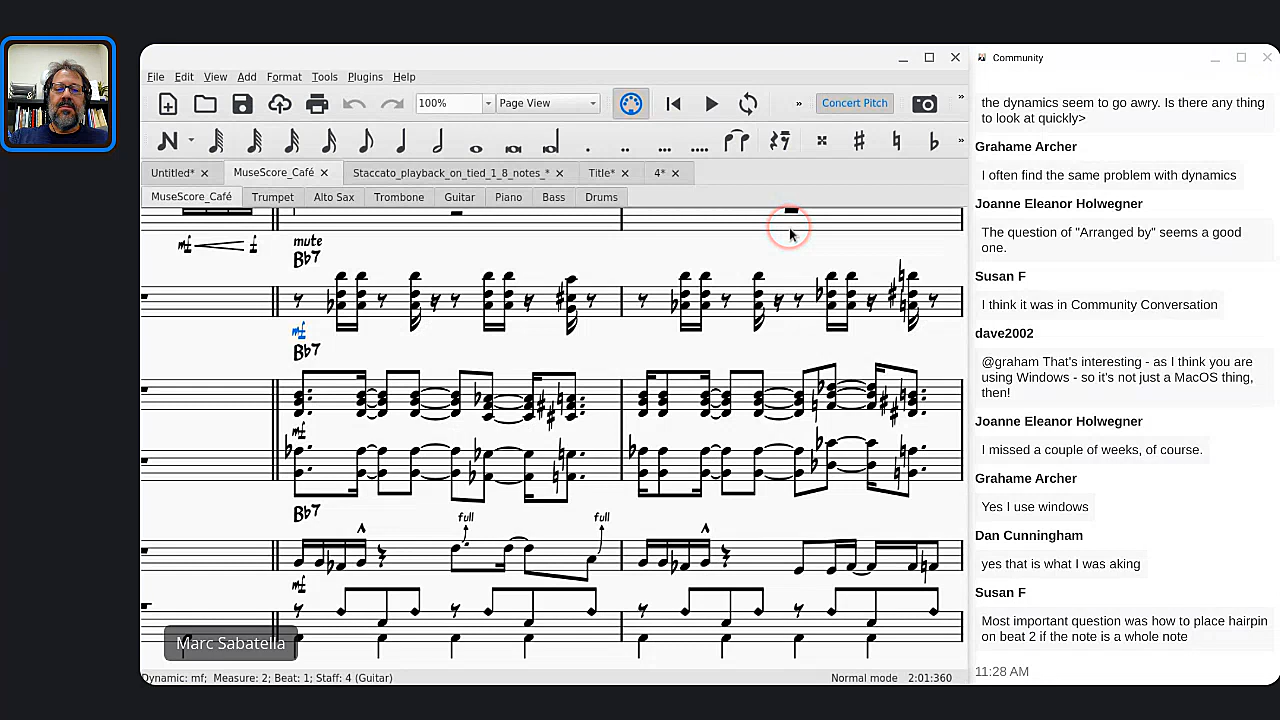 File Edit View Add Format Tools Plugins Help
100% Page View » Concert Pitch »
»
Untitled* MuseScore_Café Staccato_playback_on_tied_1_8_notes_* Title* 4*
MuseScore_Café Trumpet Alto Sax Trombone Guitar Piano Bass Drums
mf f
mute
Bb7
mf
Bb7
mf
Bb7
full full
mf
Marc Sabatella
Dynamic: mf; Measure: 2; Beat: 1; Staff: 4 (Guitar) Normal mode 2:01:360
Community
the dynamics seem to go awry. Is there any thing
to look at quickly>
Grahame Archer
I often find the same problem with dynamics
Joanne Eleanor Holwegner
The question of "Arranged by" seems a good
one.
Susan F
I think it was in Community Conversation
dave2002
@graham That's interesting - as I think you are
using Windows - so it's not just a MacOS thing,
then!
Joanne Eleanor Holwegner
I missed a couple of weeks, of course.
Grahame Archer
Yes I use windows
Dan Cunningham
yes that is what I was aking
Susan F
Most important question was how to place hairpin
on beat 2 if the note is a whole note
11:28 AM